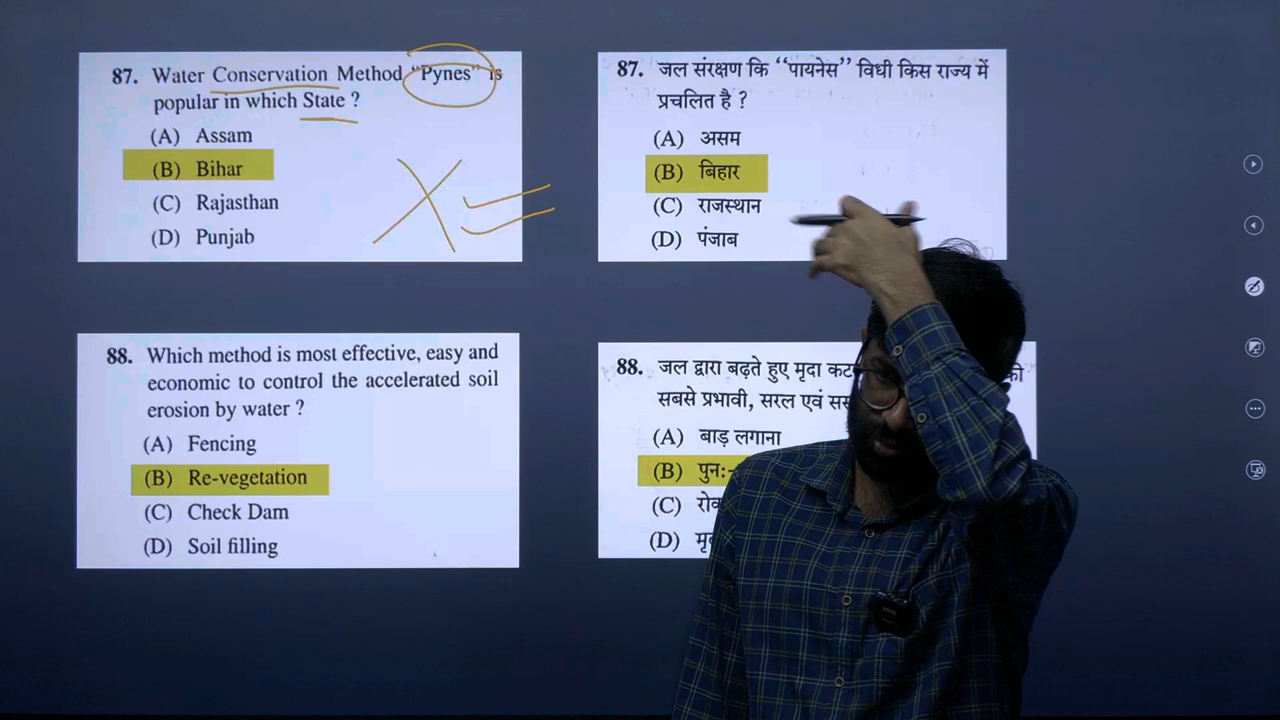 87. Water Conservation Method "Pynes" is
popular in which State ?
(A) Assam
(B) Bihar
(C) Rajasthan
(D) Punjab
87. जल संरक्षण कि ‘‘पायनेस’’ विधी किस राज्य में
प्रचलित है ?
(A) असम
(B) बिहार
(C) राजस्थान
(D) पंजाब
88. Which method is most effective, easy and
economic to control the accelerated soil
erosion by water ?
(A) Fencing
(B) Re-vegetation
(C) Check Dam
(D) Soil filling
88. जल द्वारा बढ़ते हुए मृदा
सबसे प्रभावी, सरल एवं
(A) बाड़ लगाना
(B)
(C)
(D)